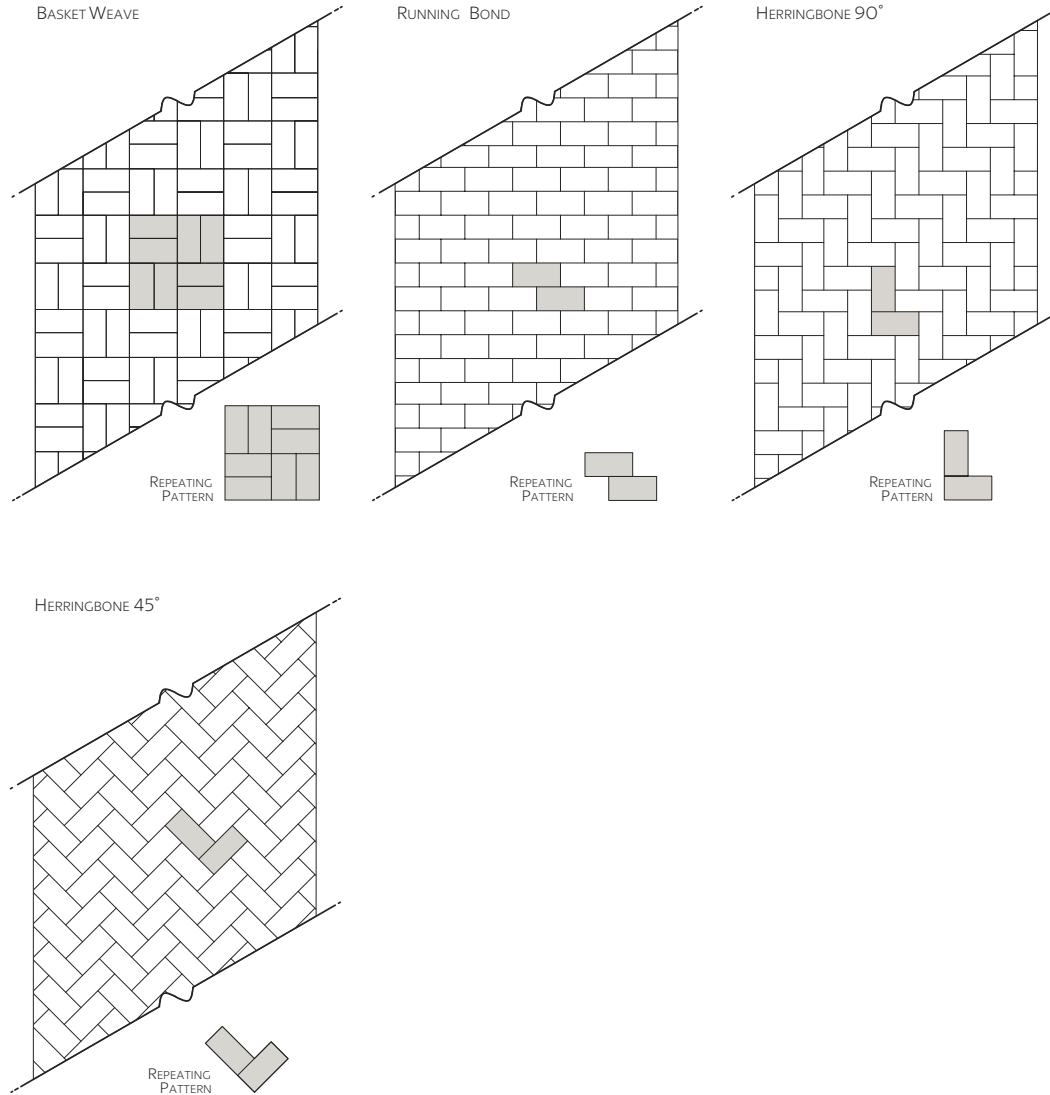 Basket Weave
Running Bond
Herringbone 90°
Repeating
Pattern
Repeating
Pattern
Repeating
Pattern
Herringbone 45°
Repeating
Pattern